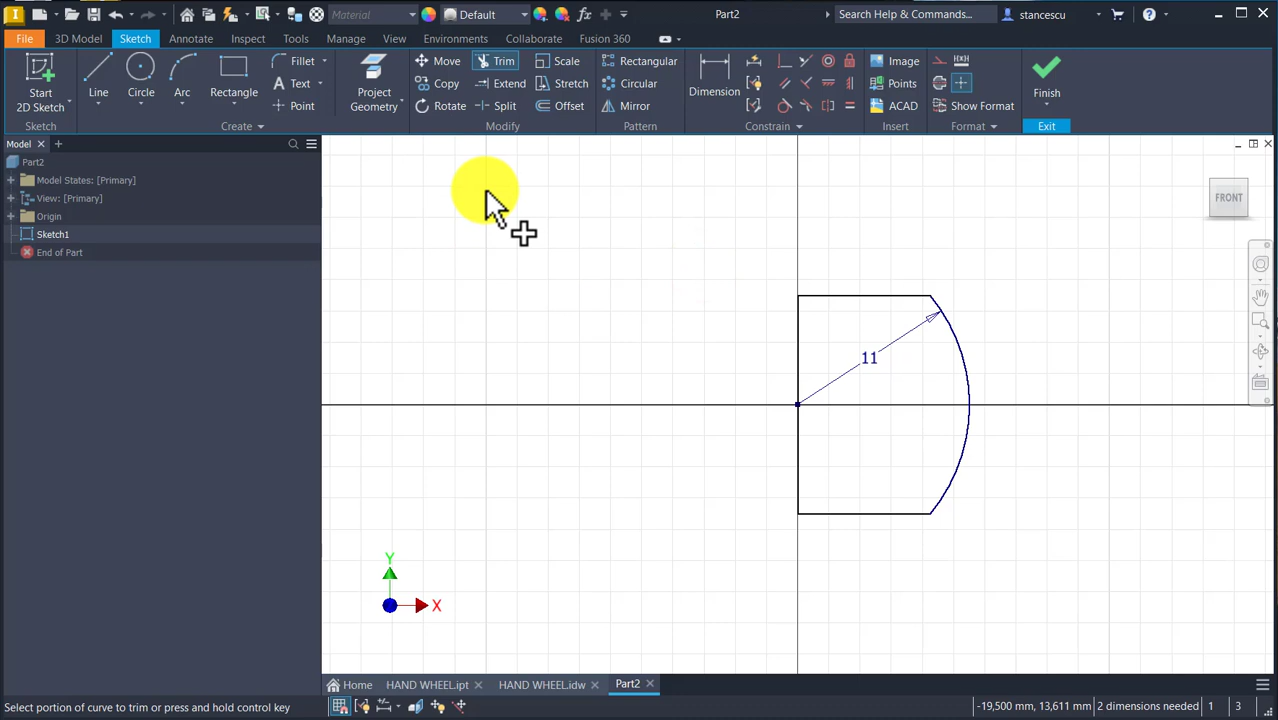 Material
Default
Part2
Search Help & Commands...
stancescu
File
3D Model
Sketch
Annotate
Inspect
Tools
Manage
View
Environments
Collaborate
Fusion 360
Start
2D Sketch
Line
Circle
Arc
Rectangle
Fillet
Text
Point
Project
Geometry
Move
Copy
Rotate
Trim
Extend
Split
Scale
Stretch
Offset
Rectangular
Circular
Mirror
Dimension
Image
Points
ACAD
Show Format
Finish
Sketch
Create
Modify
Pattern
Constrain
Insert
Format
Exit
Model
Part2
Model States: [Primary]
View: [Primary]
Origin
Sketch1
End of Part
FRONT
11
Y
X
Home
HAND WHEEL.ipt
HAND WHEEL.idw
Part2
Select portion of curve to trim or press and hold control key
-19,500 mm, 13,611 mm
2 dimensions needed
1
3